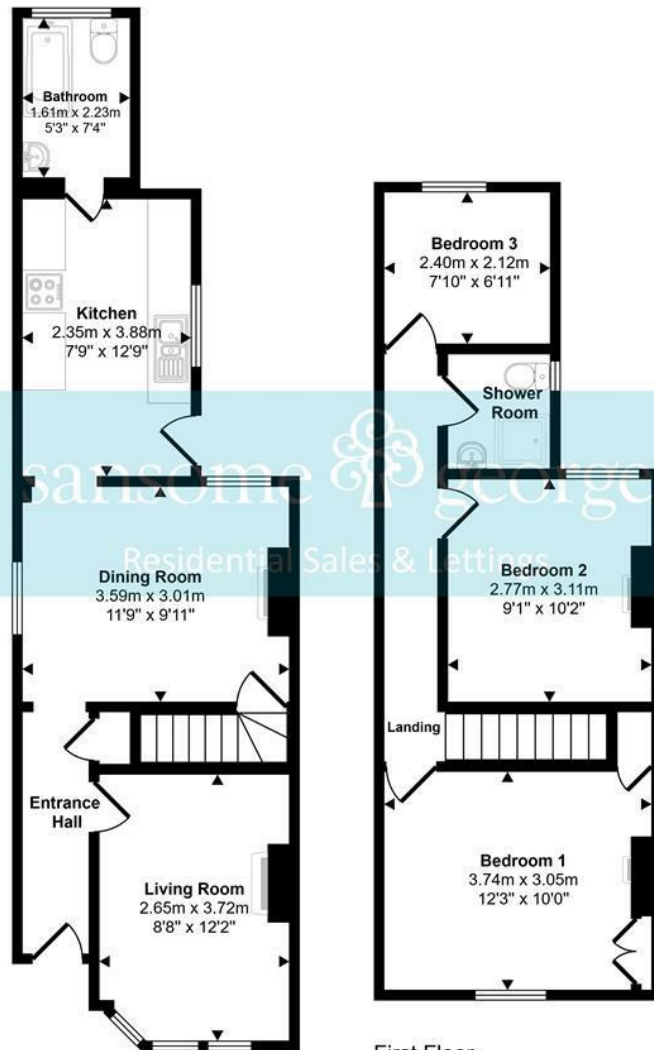 Bathroom
1.61m x 2.23m
5'3" x 7'4"
Kitchen
2.35m x 3.88m
7'9" x 12'9"
Dining Room
3.59m x 3.01m
11'9" x 9'11"
Entrance
Hall
Living Room
2.65m x 3.72m
8'8" x 12'2"
Bedroom 3
2.40m x 2.12m
7'10" x 6'11"
Shower
Room
Bedroom 2
2.77m x 3.11m
9'1" x 10'2"
Landing
Bedroom 1
3.74m x 3.05m
12'3" x 10'0"
First Floor
sansome george
Residential Sales & Lettings